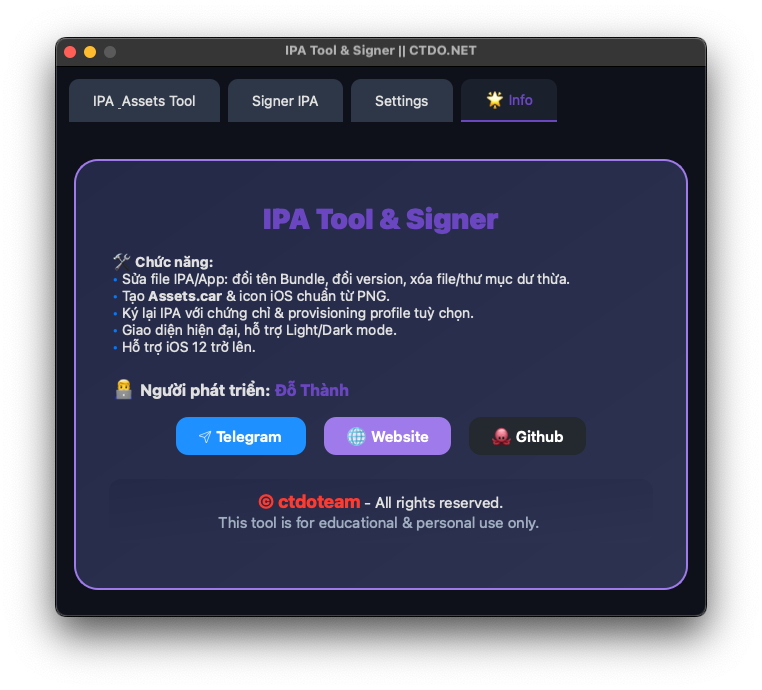 IPA Tool & Signer || CTDO.NET
IPA _Assets Tool
Signer IPA
Settings
🌟 Info
IPA Tool & Signer
🛠 Chức năng:
• Sửa file IPA/App: đổi tên Bundle, đổi version, xóa file/thư mục dư thừa.
• Tạo Assets.car & icon iOS chuẩn từ PNG.
• Ký lại IPA với chứng chỉ & provisioning profile tuỳ chọn.
• Giao diện hiện đại, hỗ trợ Light/Dark mode.
• Hỗ trợ iOS 12 trở lên.
👨‍💻 Người phát triển: Đỗ Thành
Telegram
🌐 Website
🐙 Github
© ctdoteam - All rights reserved.
This tool is for educational & personal use only.